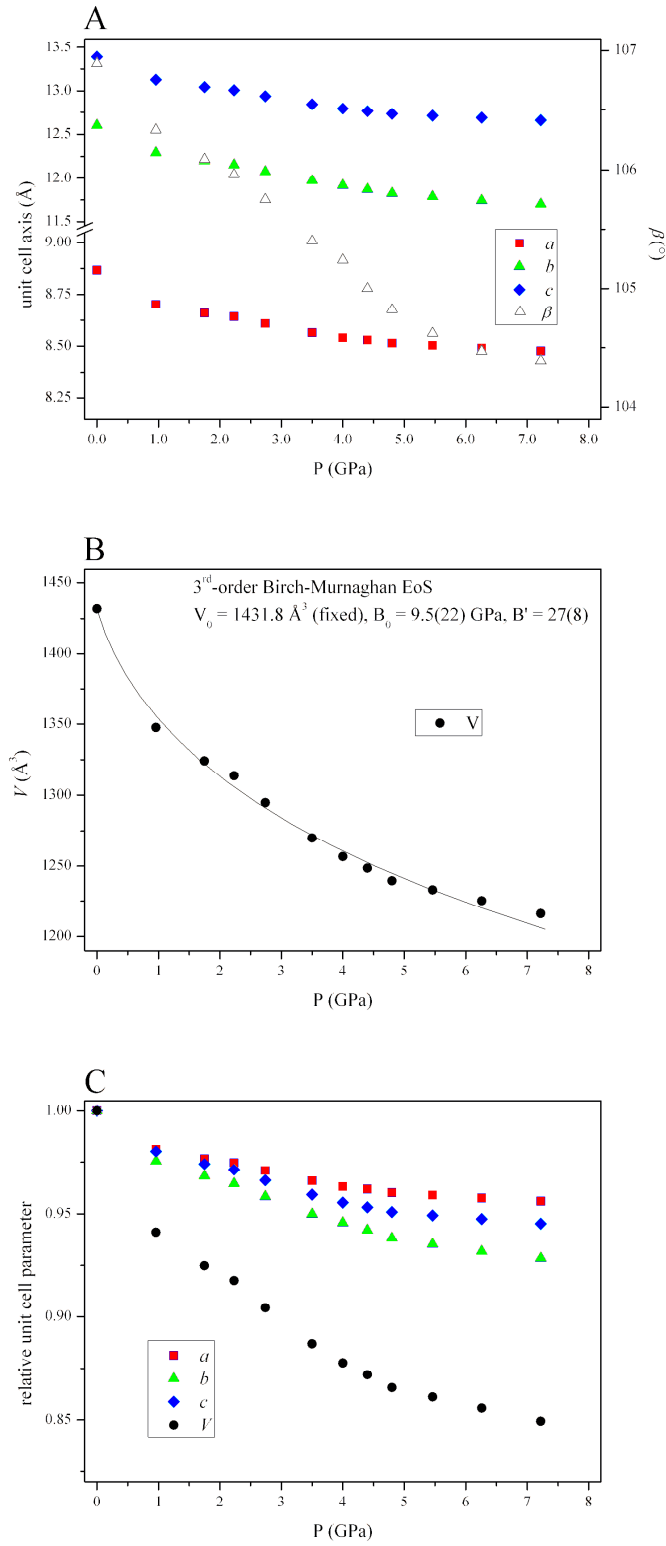 A
13.5
13.0
12.5
12.0
11.5
9.00
8.75
8.50
8.25
unit cell axis (Å)
107
106
105
104
β(°)
a
b
c
β
0.0 1.0 2.0 3.0 4.0 5.0 6.0 7.0 8.0
P (GPa)
B
3rd-order Birch-Murnaghan EoS
V0 = 1431.8 Å3 (fixed), B0 = 9.5(22) GPa, B' = 27(8)
1450
1400
1350
1300
1250
1200
V (Å3)
V
0 1 2 3 4 5 6 7 8
P (GPa)
C
1.00
0.95
0.90
0.85
relative unit cell parameter
a
b
c
V
0 1 2 3 4 5 6 7 8
P (GPa)